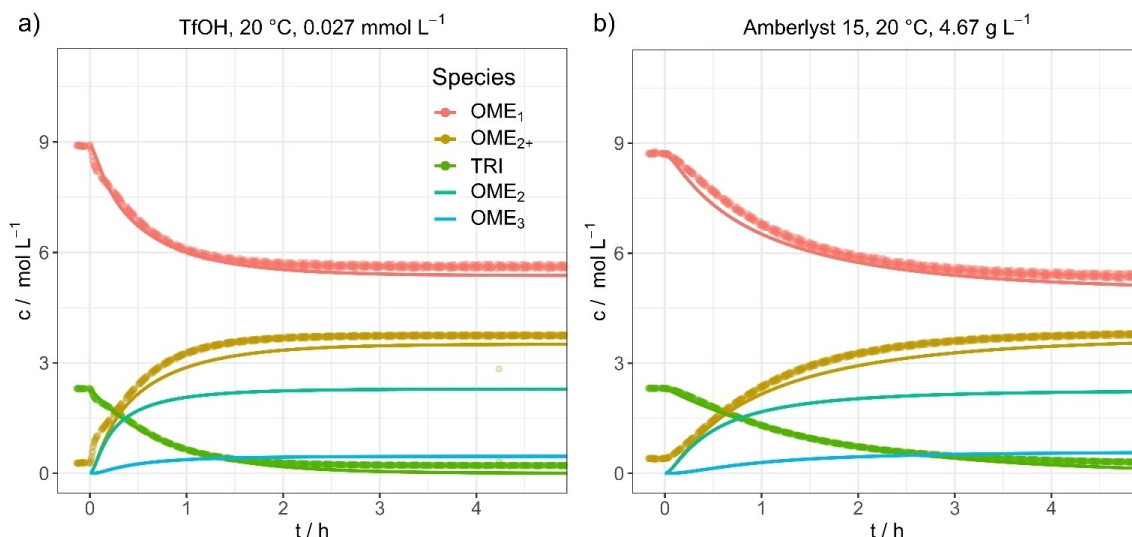 a) TfOH, 20 °C, 0.027 mmol L⁻¹
c / mol L⁻¹
9
6
3
0
Species
OME₁
OME₂₊
TRI
OME₂
OME₃
0 1 2 3 4
t / h
b) Amberlyst 15, 20 °C, 4.67 g L⁻¹
c / mol L⁻¹
9
6
3
0
0 1 2 3 4
t / h